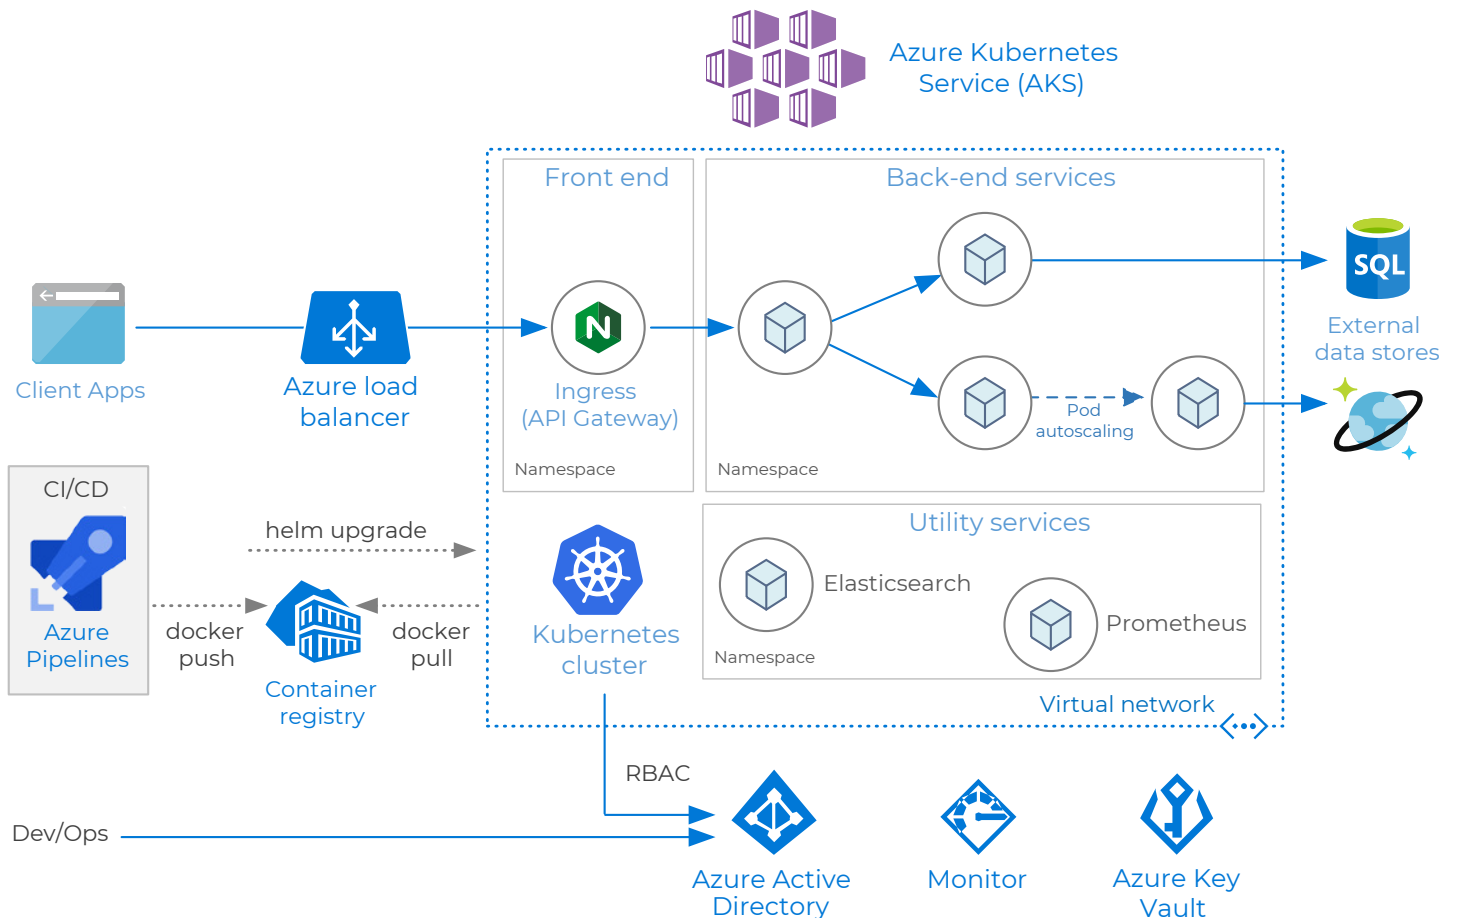 Azure Kubernetes
Service (AKS)
Front end
Back-end services
SQL
External
data stores
Client Apps
Azure load
balancer
N
Ingress
(API Gateway)
Pod
autoscaling
Namespace
Namespace
CI/CD
Azure
Pipelines
helm upgrade
docker
push
docker
pull
Container
registry
Kubernetes
cluster
Utility services
Elasticsearch
Prometheus
Namespace
Virtual network
RBAC
Dev/Ops
Azure Active
Directory
Monitor
Azure Key
Vault